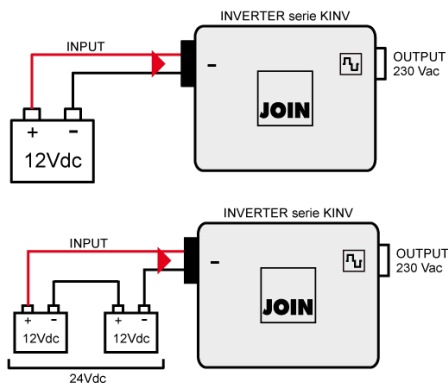 INVERTER serie KINV
INPUT
OUTPUT
230 Vac
-
JOIN
+ -
12Vdc
INVERTER serie KINV
INPUT
OUTPUT
230 Vac
-
JOIN
+ - + -
12Vdc 12Vdc
24Vdc